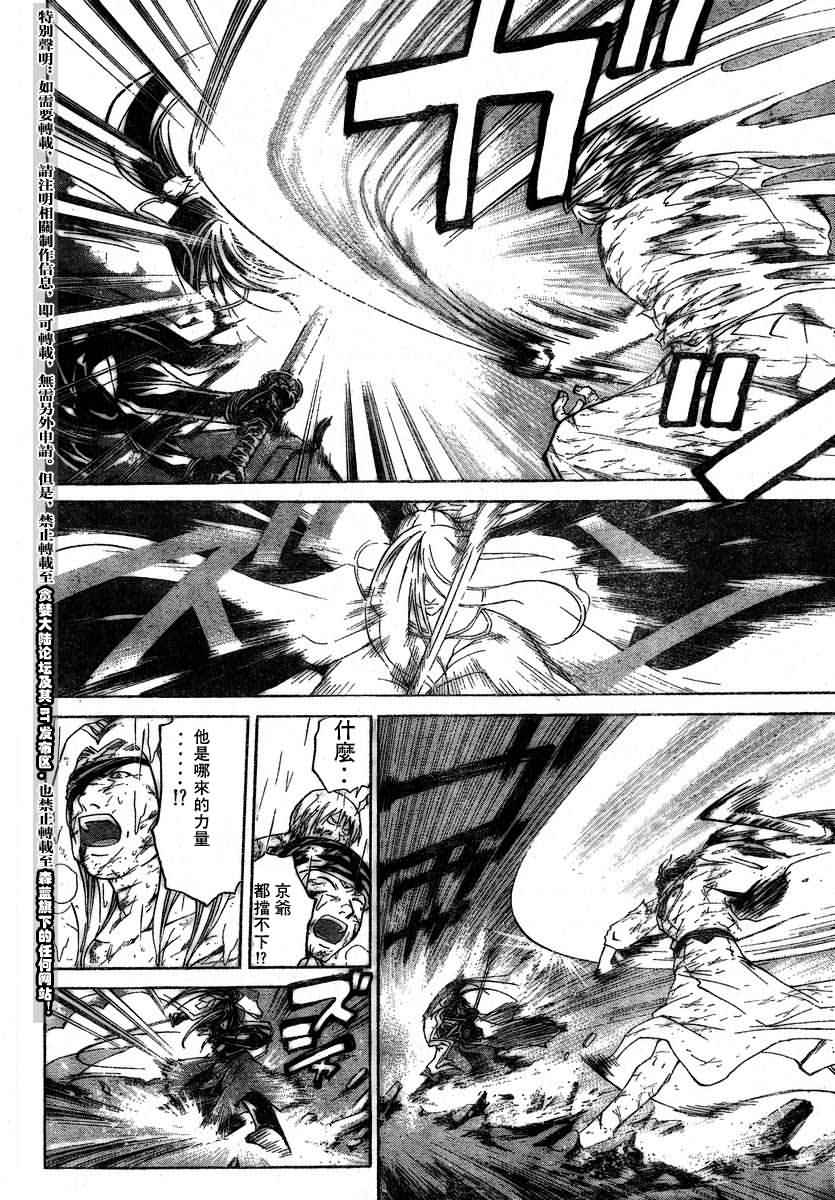 ガガ
什麼‥
京爺
都擋不下!?
他是哪來的力量
‥‥‥!?
ズシャ
特別聲明：如需要轉載，請注明相關制作信息，即可轉載，無需另外申請。但是，禁止轉載至貪婪大陆论坛及其BT发布区，也禁止轉載至
旗下的任何网站！